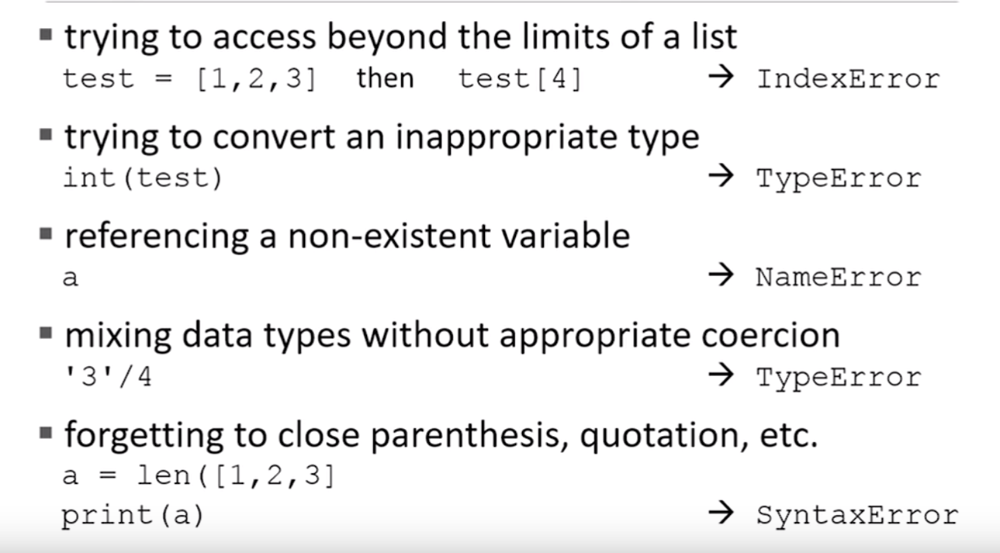 ▪ trying to access beyond the limits of a list
test = [1,2,3] then test[4] → IndexError
▪ trying to convert an inappropriate type
int(test) → TypeError
▪ referencing a non-existent variable
a → NameError
▪ mixing data types without appropriate coercion
'3'/4 → TypeError
▪ forgetting to close parenthesis, quotation, etc.
a = len([1,2,3]
print(a) → SyntaxError